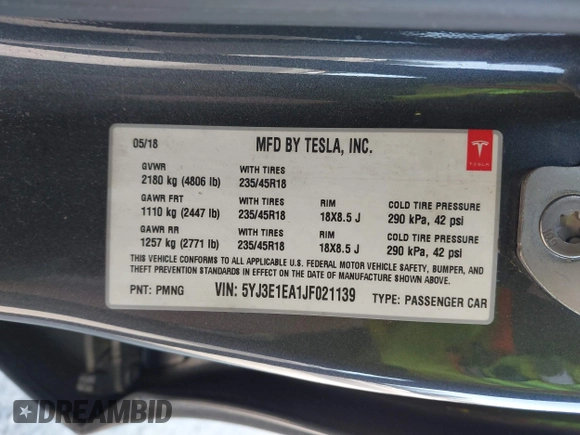 05/18 MFD BY TESLA, INC.
GVWR WITH TIRES
2180 kg (4806 lb) 235/45R18
GAWR FRT WITH TIRES RIM COLD TIRE PRESSURE
1110 kg (2447 lb) 235/45R18 18X8.5 J 290 kPa, 42 psi
GAWR RR WITH TIRES RIM COLD TIRE PRESSURE
1257 kg (2771 lb) 235/45R18 18X8.5 J 290 kPa, 42 psi
THIS VEHICLE CONFORMS TO ALL APPLICABLE U.S. FEDERAL MOTOR VEHICLE SAFETY, BUMPER, AND
THEFT PREVENTION STANDARDS IN EFFECT ON THE DATE OF MANUFACTURE SHOWN ABOVE.
PNT: PMNG VIN: 5YJ3E1EA1JF021139 TYPE: PASSENGER CAR
TESLA
DREAMBID